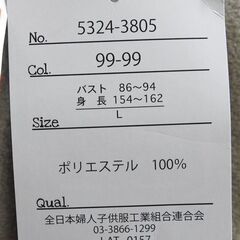 No. 5324-3805
Col. 99-99
バスト 86〜94
身 長 154〜162
Size L
ポリエステル 100%
Qual.
全日本婦人子供服工業組合連合会
03-3866-1299
LAT 0157